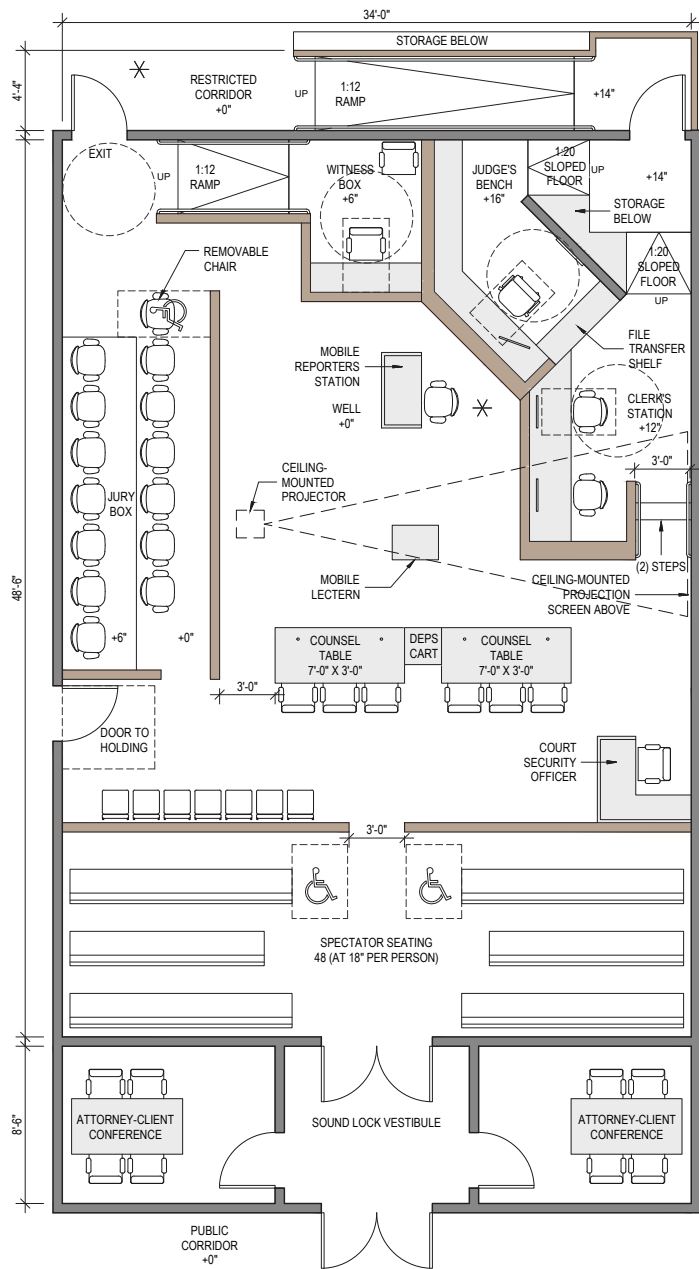 34'-0"
STORAGE BELOW
4'-4"
RESTRICTED
CORRIDOR
+0"
UP
1:12
RAMP
+14"
EXIT
UP
1:12
RAMP
WITNESS
BOX
+6"
JUDGE'S
BENCH
+16"
1:20
SLOPED
FLOOR
UP
+14"
STORAGE
BELOW
1:20
SLOPED
FLOOR
UP
REMOVABLE
CHAIR
MOBILE
REPORTERS
STATION
WELL
+0"
FILE
TRANSFER
SHELF
CLERK'S
STATION
+12"
CEILING-
MOUNTED
PROJECTOR
3'-0"
JURY
BOX
48'-6"
MOBILE
LECTERN
(2) STEPS
CEILING-MOUNTED
PROJECTION
SCREEN ABOVE
+6"
+0"
COUNSEL
TABLE
7'-0" X 3'-0"
DEPS
CART
COUNSEL
TABLE
7'-0" X 3'-0"
3'-0"
DOOR TO
HOLDING
COURT
SECURITY
OFFICER
3'-0"
SPECTATOR SEATING
48 (AT 18" PER PERSON)
8'-6"
ATTORNEY-CLIENT
CONFERENCE
SOUND LOCK VESTIBULE
ATTORNEY-CLIENT
CONFERENCE
PUBLIC
CORRIDOR
+0"